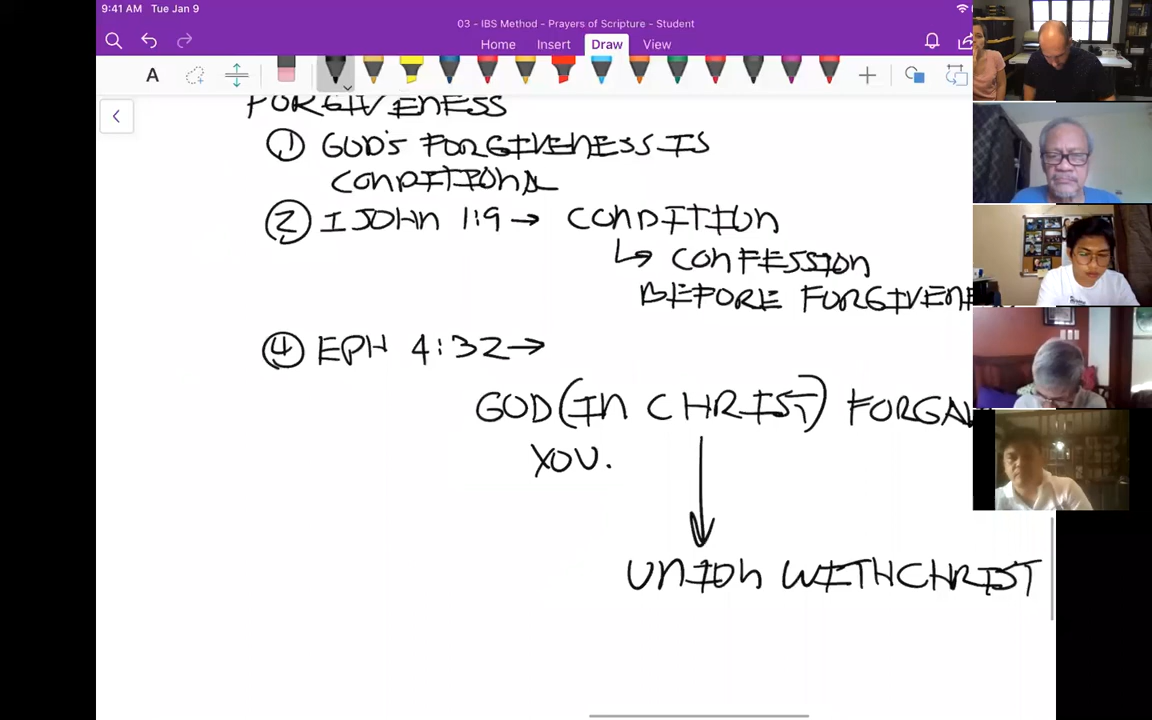 9:41 AM Tue Jan 9
03 - IBS Method - Prayers of Scripture - Student
Home Insert Draw View
A
FORGIVENESS
① GOD'S FORGIVENESS IS
CONDITIONA
② I JOHN 1:9 → CONDITION
↳ CONFESSION
BEFORE FORGIVENE
④ EPH 4:32 →
GOD (IN CHRIST) FORGAV
YOU.
UNION WITH CHRIST